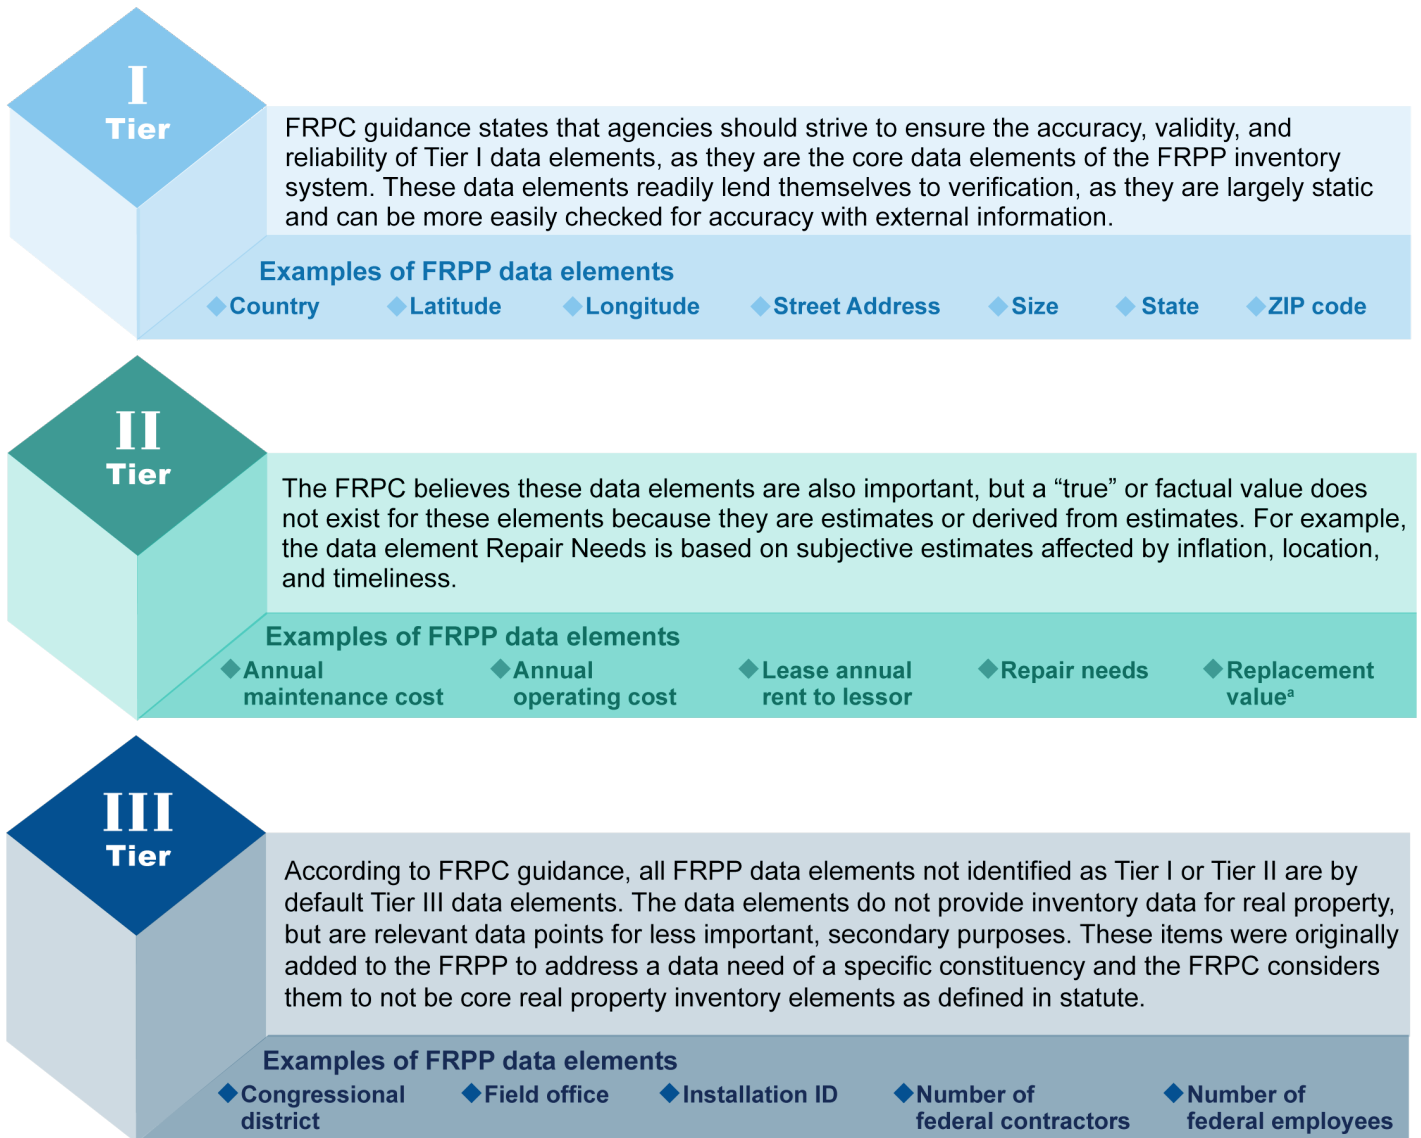 I
Tier
FRPC guidance states that agencies should strive to ensure the accuracy, validity, and
reliability of Tier I data elements, as they are the core data elements of the FRPP inventory
system. These data elements readily lend themselves to verification, as they are largely static
and can be more easily checked for accuracy with external information.
Examples of FRPP data elements
Country Latitude Longitude Street Address Size State ZIP code
II
Tier
The FRPC believes these data elements are also important, but a “true” or factual value does
not exist for these elements because they are estimates or derived from estimates. For example,
the data element Repair Needs is based on subjective estimates affected by inflation, location,
and timeliness.
Examples of FRPP data elements
Annual
maintenance cost
Annual
operating cost
Lease annual
rent to lessor
Repair needs
Replacement
valueᵃ
III
Tier
According to FRPC guidance, all FRPP data elements not identified as Tier I or Tier II are by
default Tier III data elements. The data elements do not provide inventory data for real property,
but are relevant data points for less important, secondary purposes. These items were originally
added to the FRPP to address a data need of a specific constituency and the FRPC considers
them to not be core real property inventory elements as defined in statute.
Examples of FRPP data elements
Congressional
district
Field office
Installation ID
Number of
federal contractors
Number of
federal employees